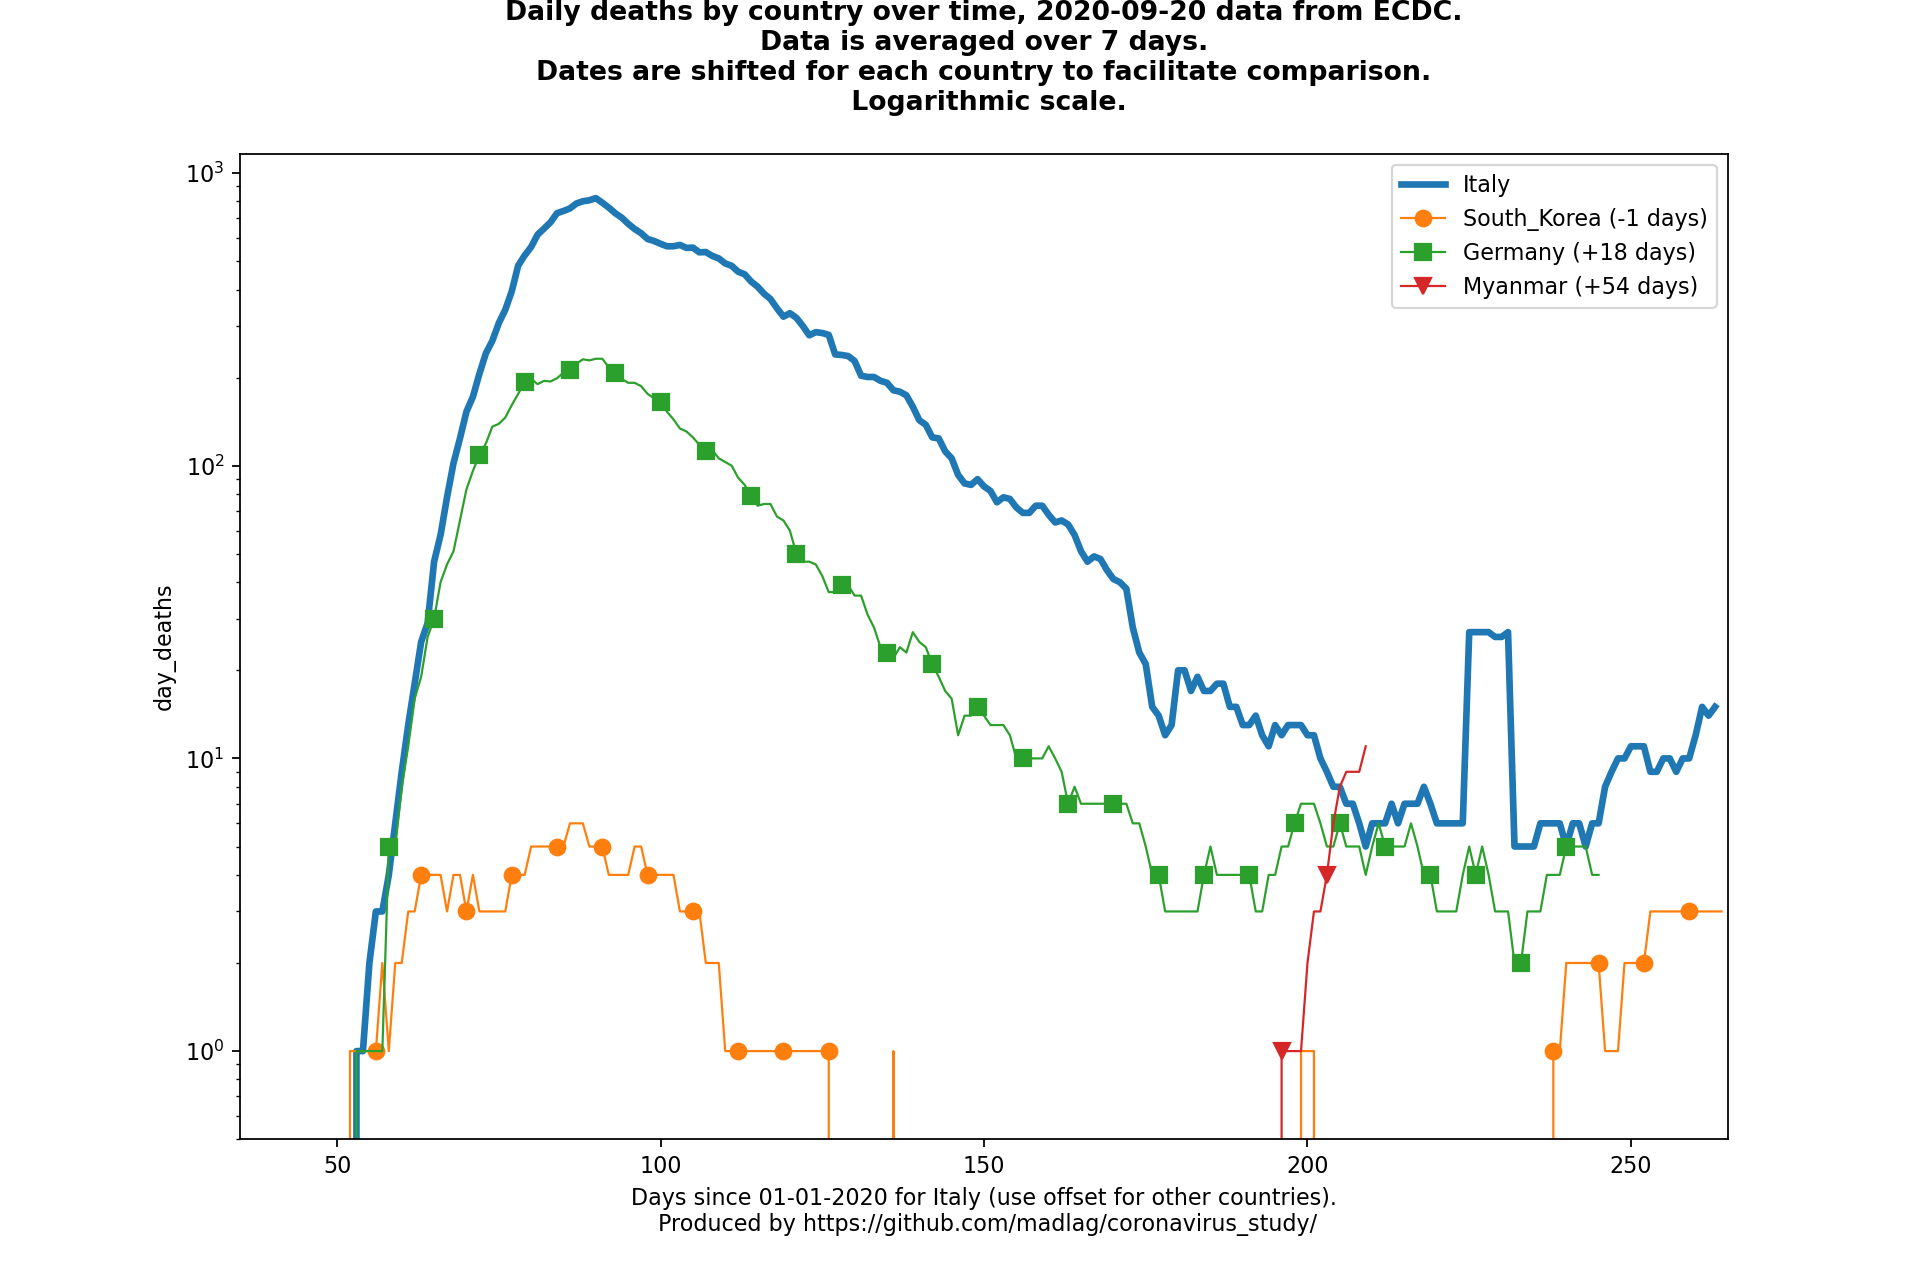 Daily deaths by country over time, 2020-09-20 data from ECDC.
Data is averaged over 7 days.
Dates are shifted for each country to facilitate comparison.
Logarithmic scale.
10³
10²
10¹
10⁰
day_deaths
Italy
South_Korea (-1 days)
Germany (+18 days)
Myanmar (+54 days)
50 100 150 200 250
Days since 01-01-2020 for Italy (use offset for other countries).
Produced by https://github.com/madlag/coronavirus_study/